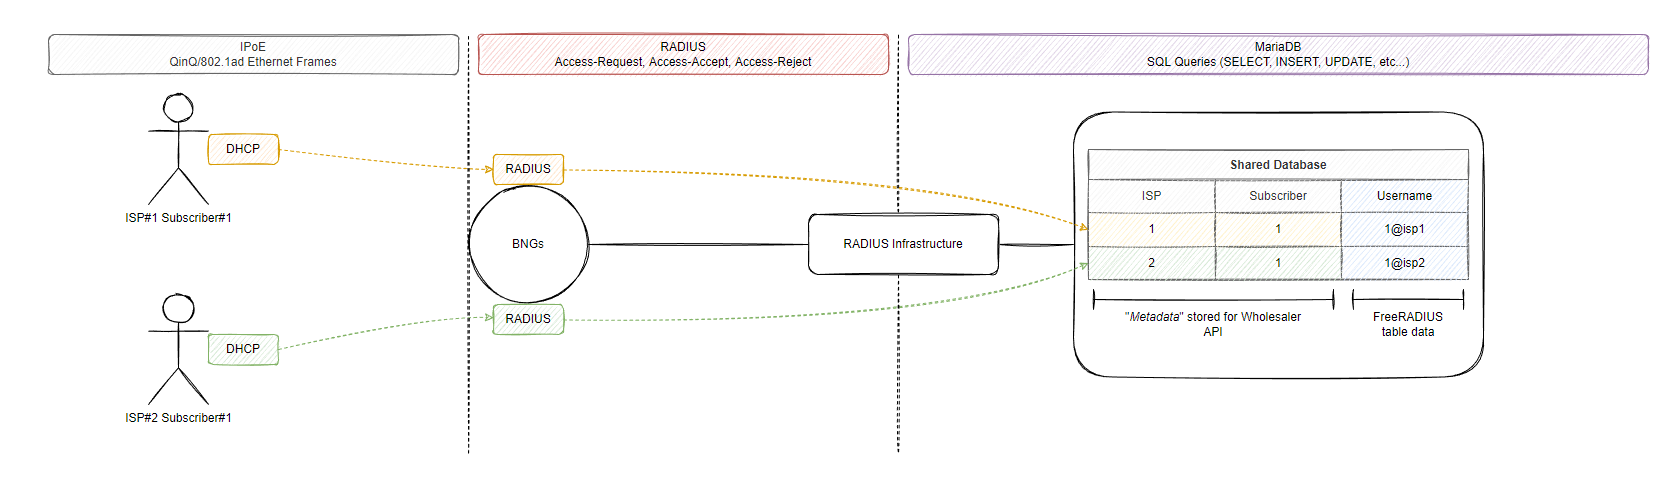 IPoE
QinQ/802.1ad Ethernet Frames
RADIUS
Access-Request, Access-Accept, Access-Reject
MariaDB
SQL Queries (SELECT, INSERT, UPDATE, etc...)
DHCP
ISP#1 Subscriber#1
RADIUS
BNGs
RADIUS
RADIUS Infrastructure
DHCP
ISP#2 Subscriber#1
Shared Database
ISP Subscriber Username
1 1 1@isp1
2 1 1@isp2
"Metadata" stored for Wholesaler
API
FreeRADIUS
table data